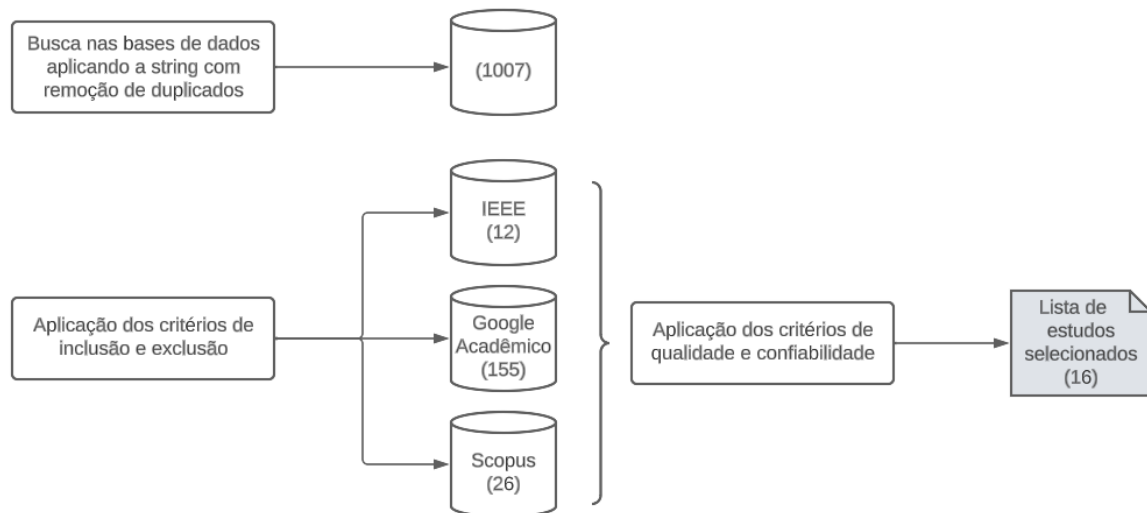 Busca nas bases de dados
aplicando a string com
remoção de duplicados
(1007)
IEEE
(12)
Aplicação dos critérios de
inclusão e exclusão
Google
Acadêmico
(155)
Scopus
(26)
Aplicação dos critérios de
qualidade e confiabilidade
Lista de
estudos
selecionados
(16)